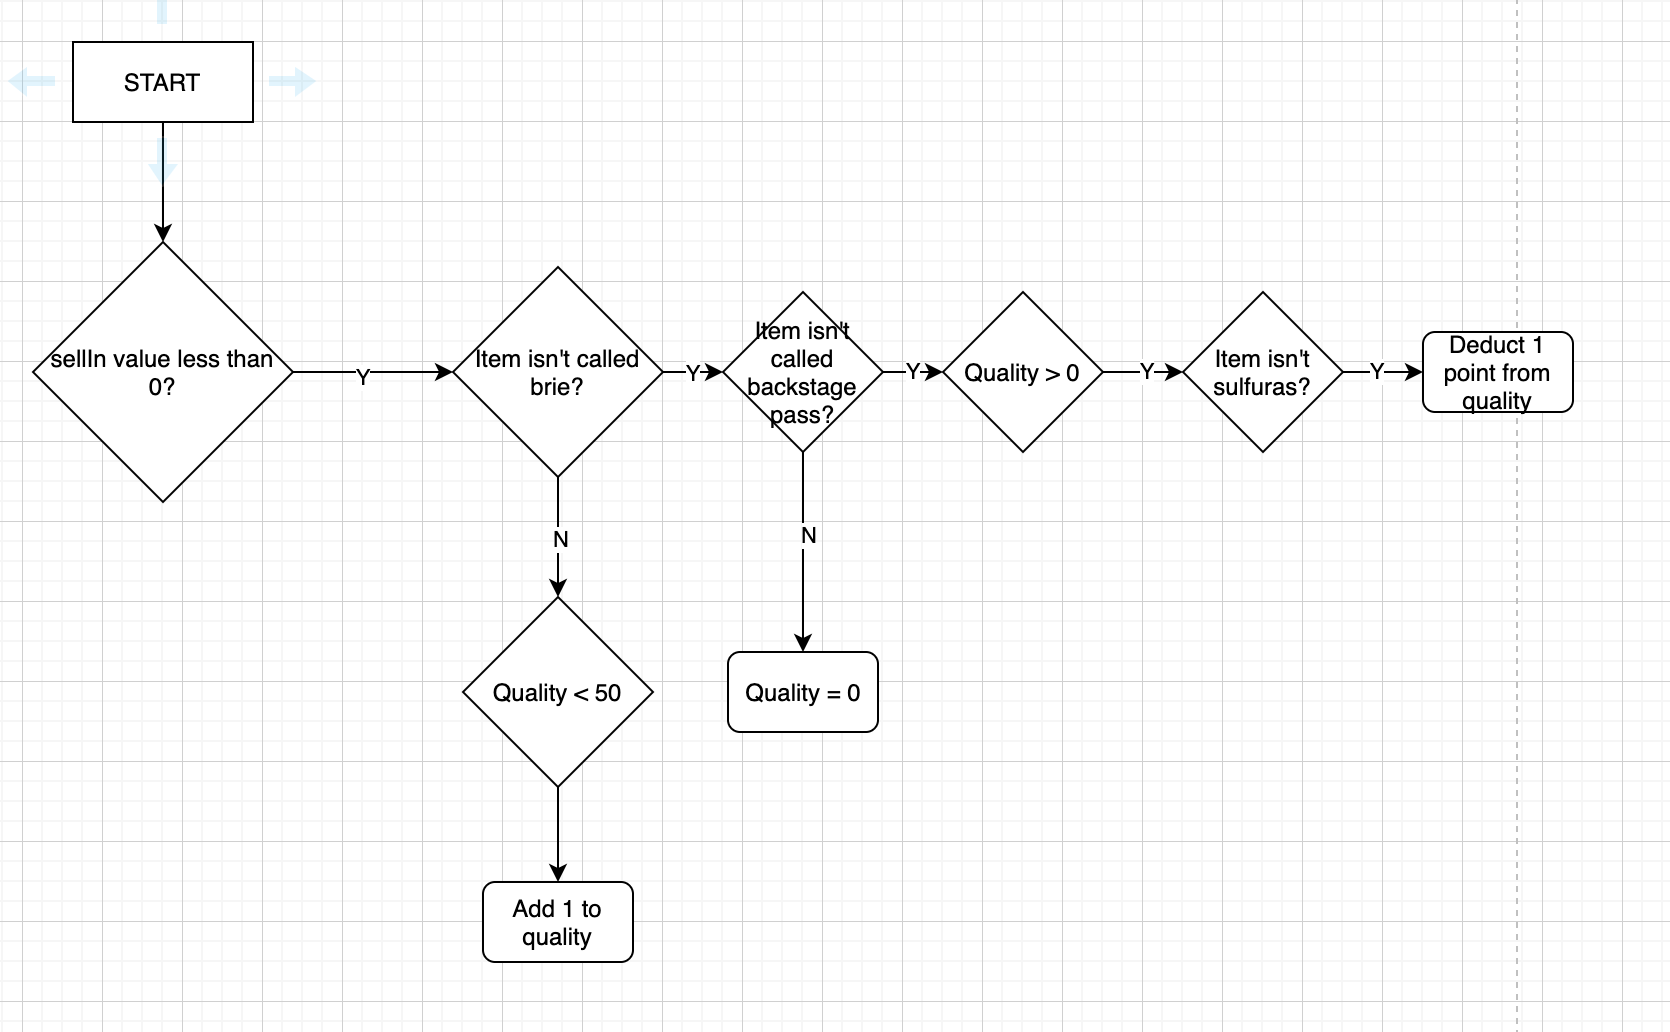 START
sellIn value less than
0?
Y
Item isn't called
brie?
Y
Item isn't
called
backstage
pass?
Y
Quality > 0
Y
Item isn't
sulfuras?
Y
Deduct 1
point from
quality
N
N
Quality < 50
Quality = 0
Add 1 to
quality